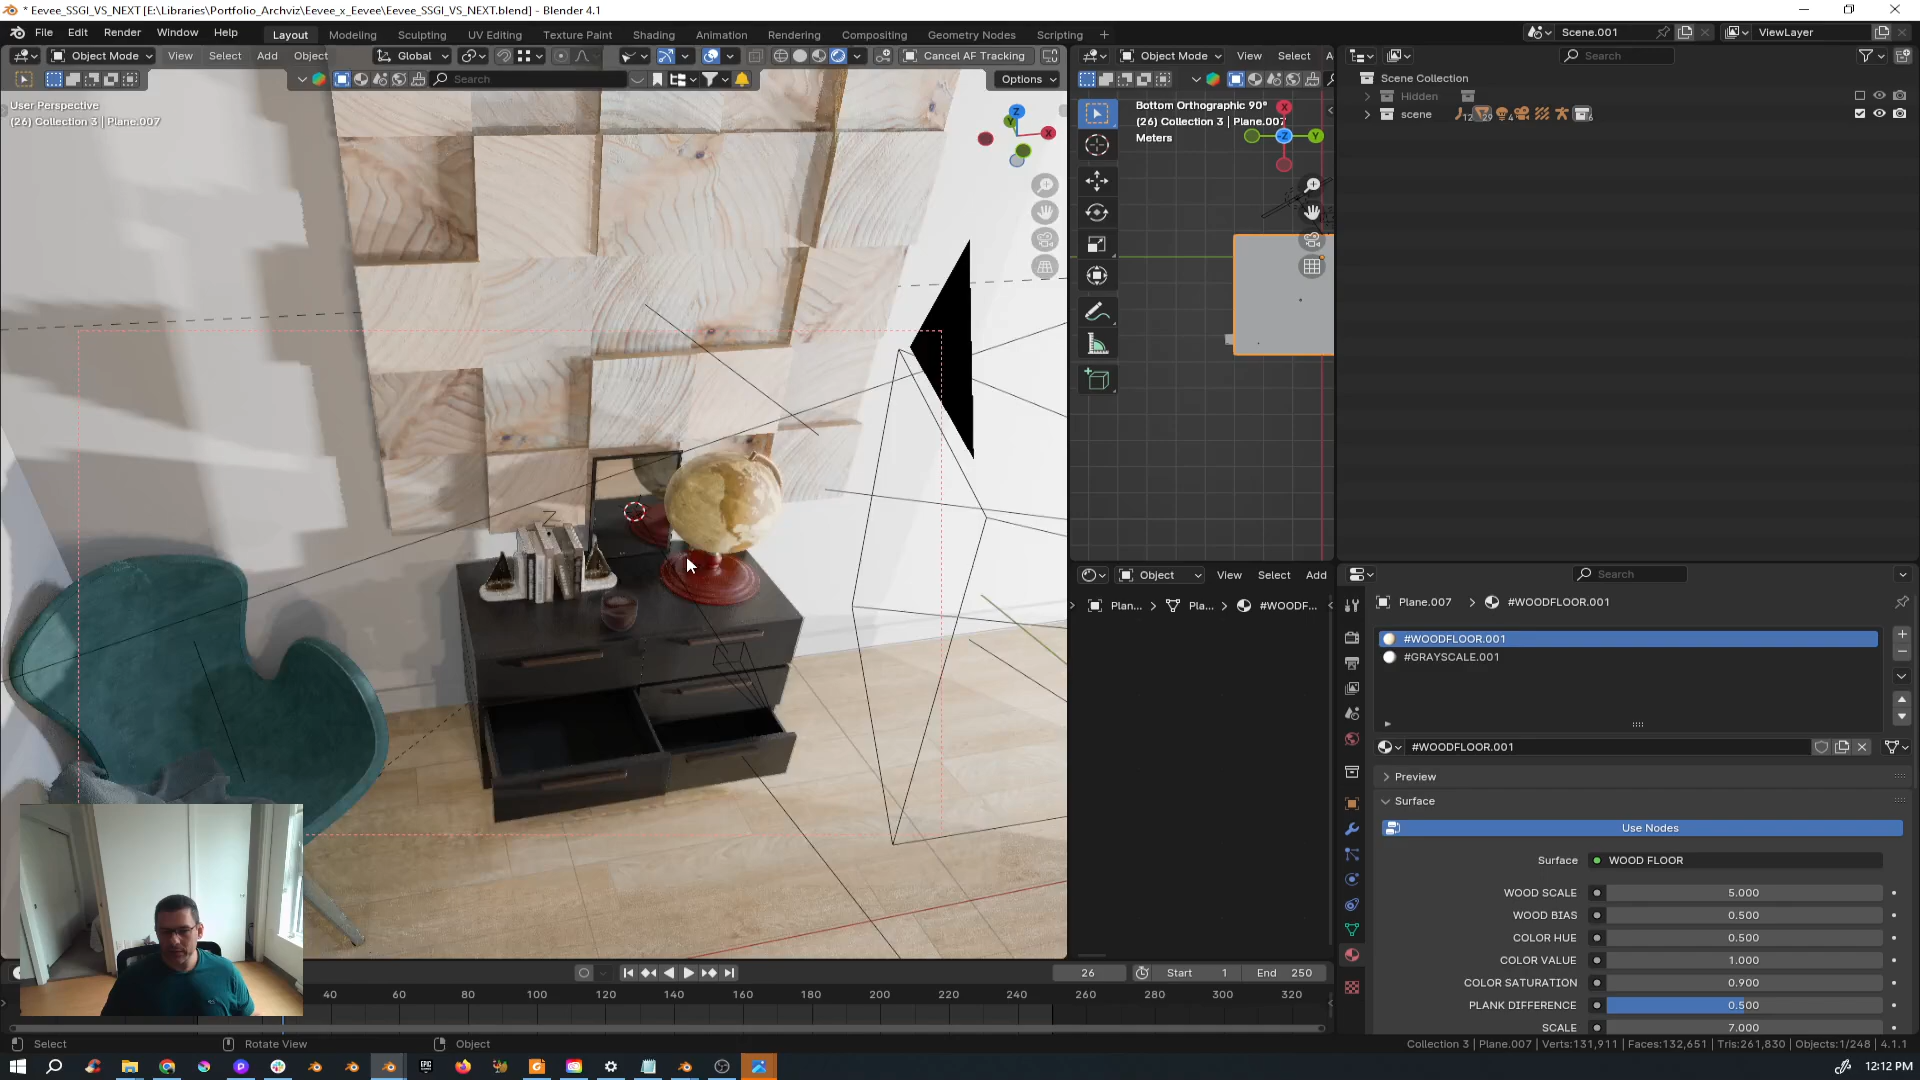 * Eevee_SSGI_VS_NEXT [E:\Libraries\Portfolio_Archviz\Eevee_x_Eevee\Eevee_SSGI_VS_NEXT.blend] - Blender 4.1
File Edit Render Window Help Layout Modeling Sculpting UV Editing Texture Paint Shading Animation Rendering Compositing Geometry Nodes Scripting + Scene.001 ViewLayer
Object Mode View Select Add Object Global Cancel AF Tracking Object Mode View Select Search
Search Options
User Perspective
(26) Collection 3 | Plane.007
Z
Y
X
Bottom Orthographic 90°
(26) Collection 3 | Plane.007
Meters
X
-Z
Y
Scene Collection
Hidden
scene
Object View Select Add Search
Plan... > Pla... > #WOODF...
Plane.007 > #WOODFLOOR.001
#WOODFLOOR.001
#GRAYSCALE.001
#WOODFLOOR.001
Preview
Surface
Use Nodes
Surface WOOD FLOOR
WOOD SCALE 5.000
WOOD BIAS 0.500
COLOR HUE 0.500
COLOR VALUE 1.000
COLOR SATURATION 0.900
PLANK DIFFERENCE 0.500
SCALE 7.000
26 Start 1 End 250
40 60 80 100 120 140 160 180 200 220 240 260 280 300 320
Select Rotate View Object Collection 3 | Plane.007 | Verts:131,911 | Faces:132,651 | Tris:261,830 | Objects:1/248 | 4.1.1
12:12 PM